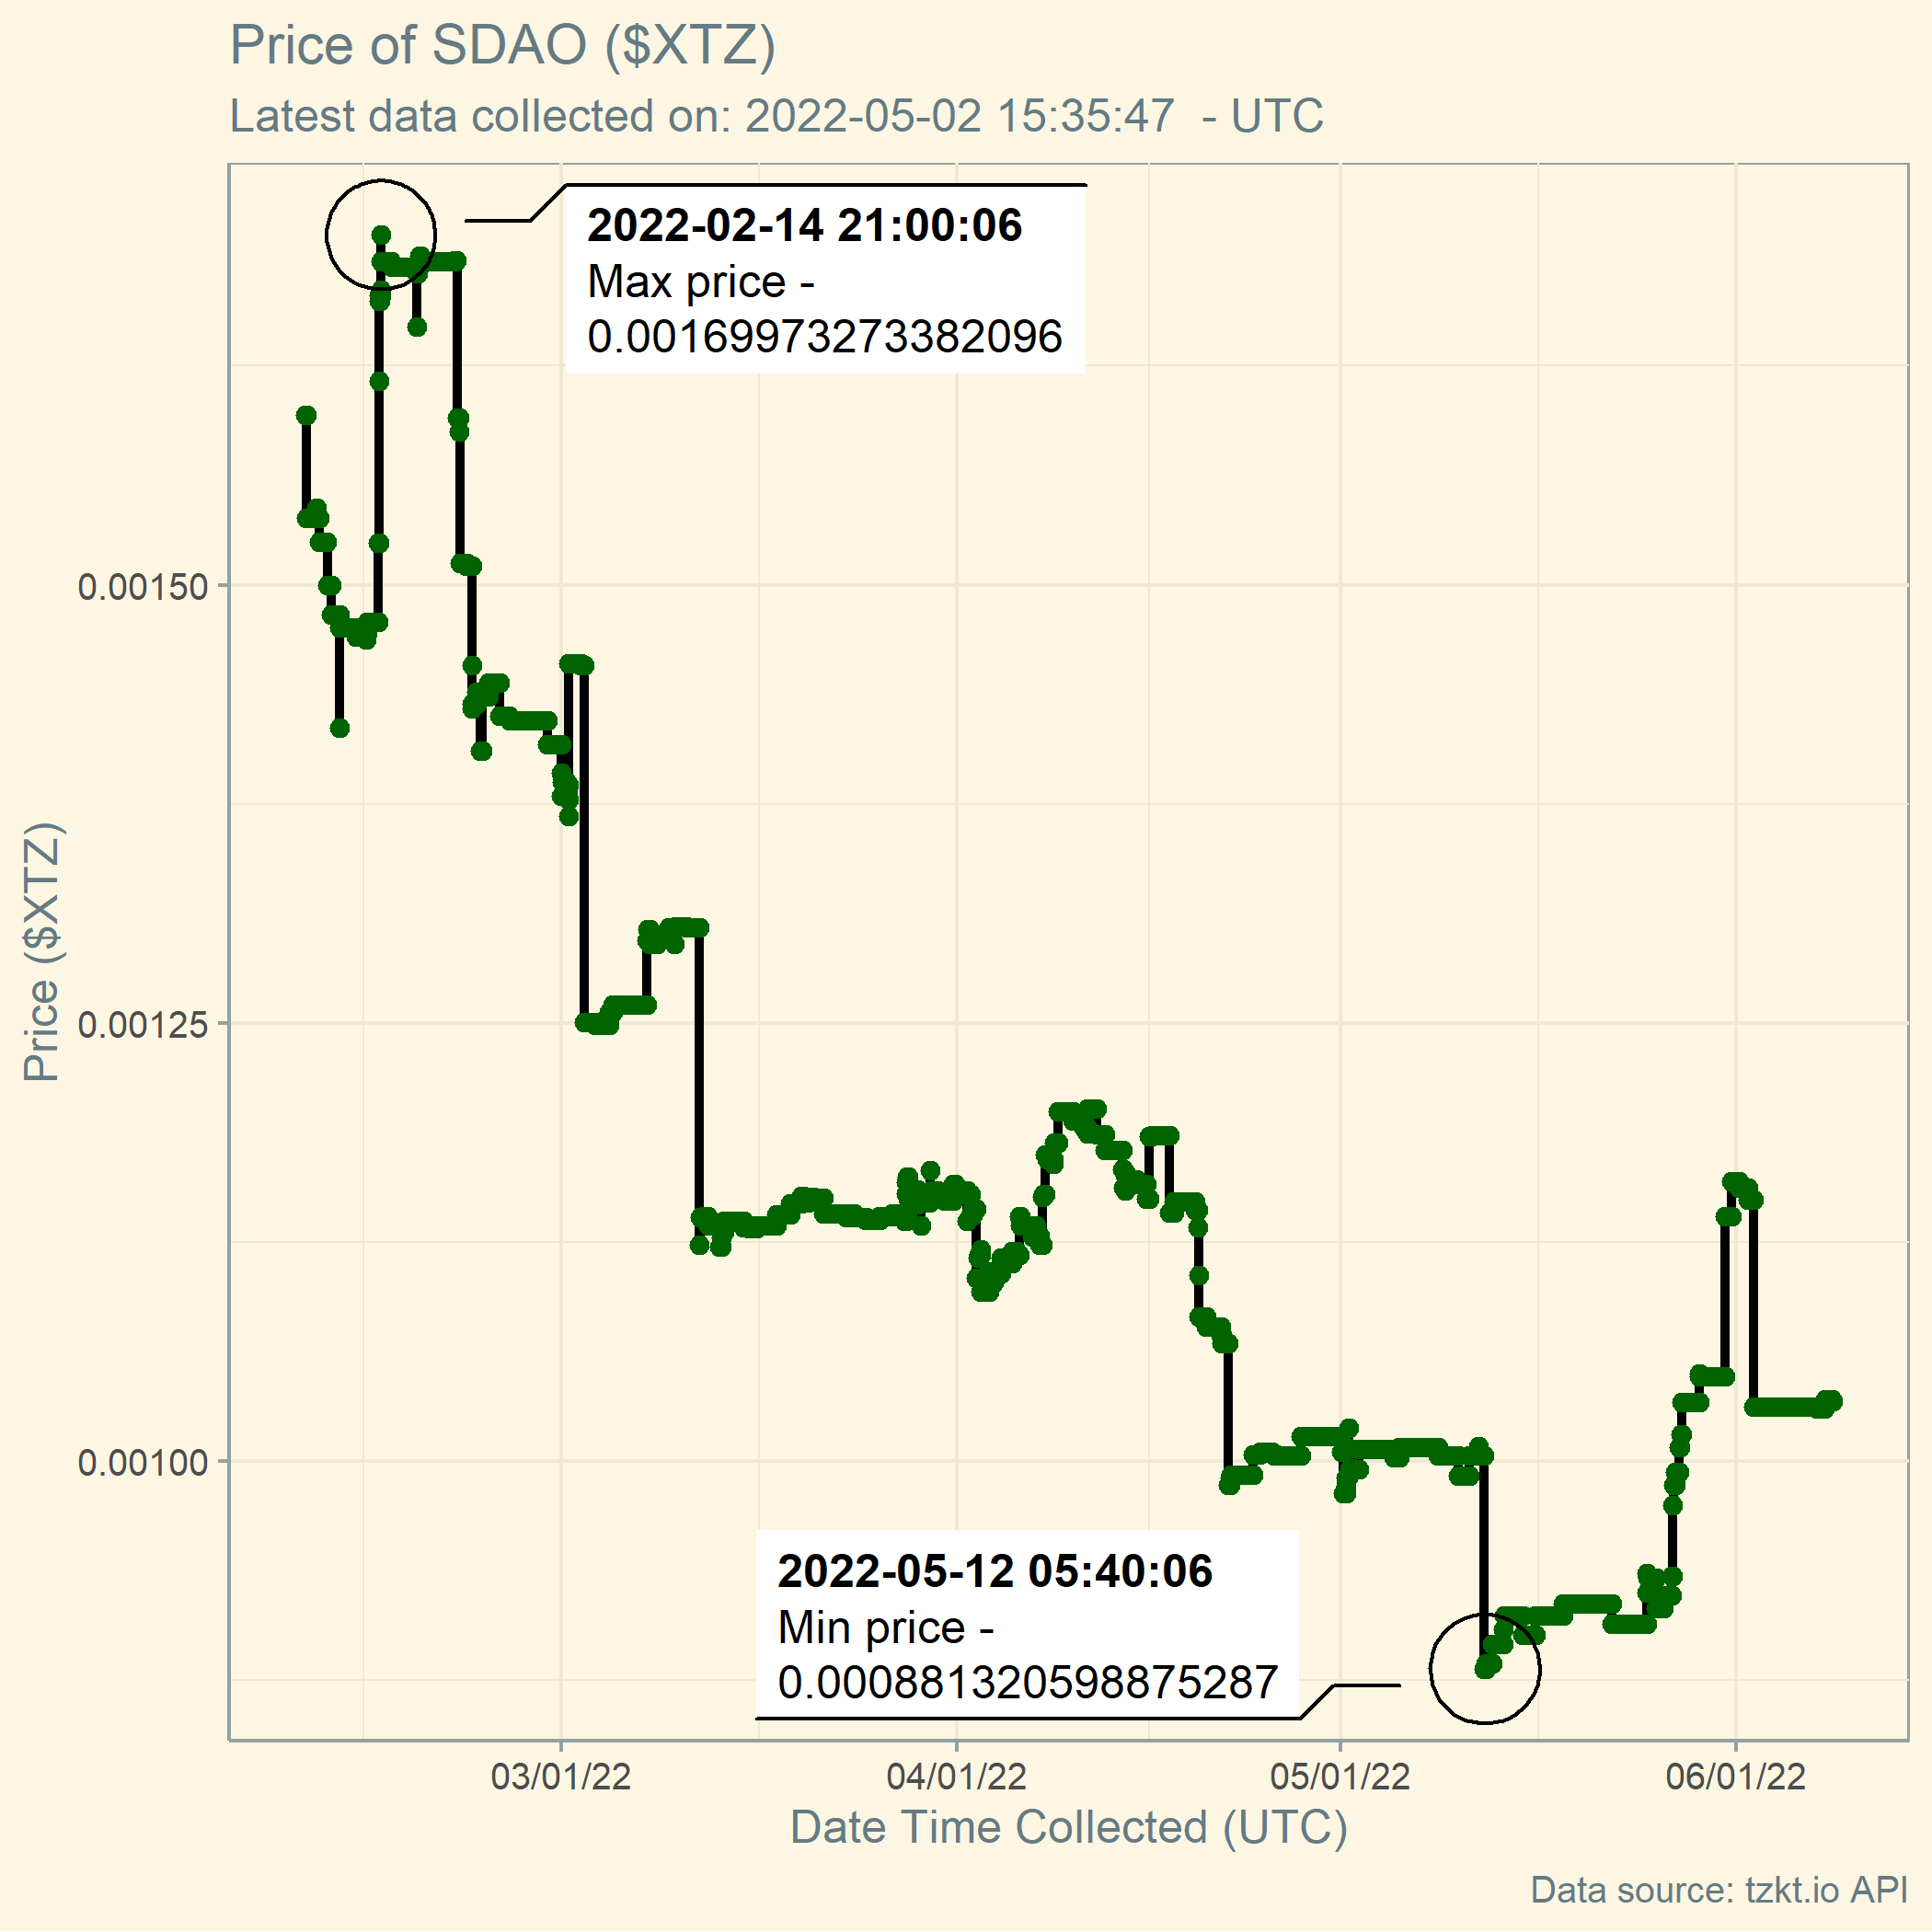 Price of SDAO ($XTZ)
Latest data collected on: 2022-05-02 15:35:47  - UTC
2022-02-14 21:00:06
Max price -
0.00169973273382096
0.00150
0.00125
0.00100
Price ($XTZ)
2022-05-12 05:40:06
Min price -
0.000881320598875287
03/01/22
04/01/22
05/01/22
06/01/22
Date Time Collected (UTC)
Data source: tzkt.io API